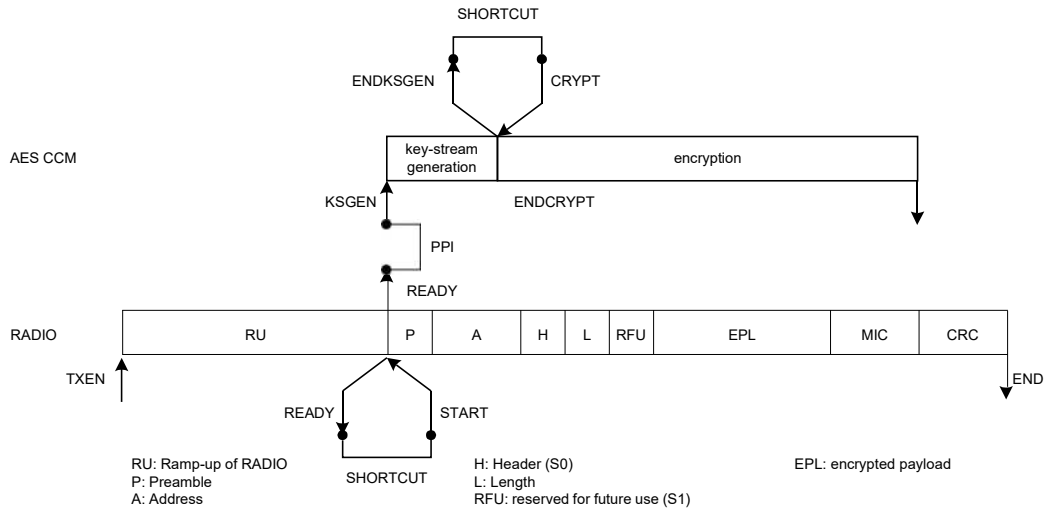 SHORTCUT
ENDKSGEN
CRYPT
AES CCM
key-stream
generation
encryption
KSGEN
ENDCRYPT
PPI
READY
RADIO
RU
P
A
H
L
RFU
EPL
MIC
CRC
TXEN
END
READY
START
SHORTCUT
RU: Ramp-up of RADIO
P: Preamble
A: Address
H: Header (S0)
L: Length
RFU: reserved for future use (S1)
EPL: encrypted payload